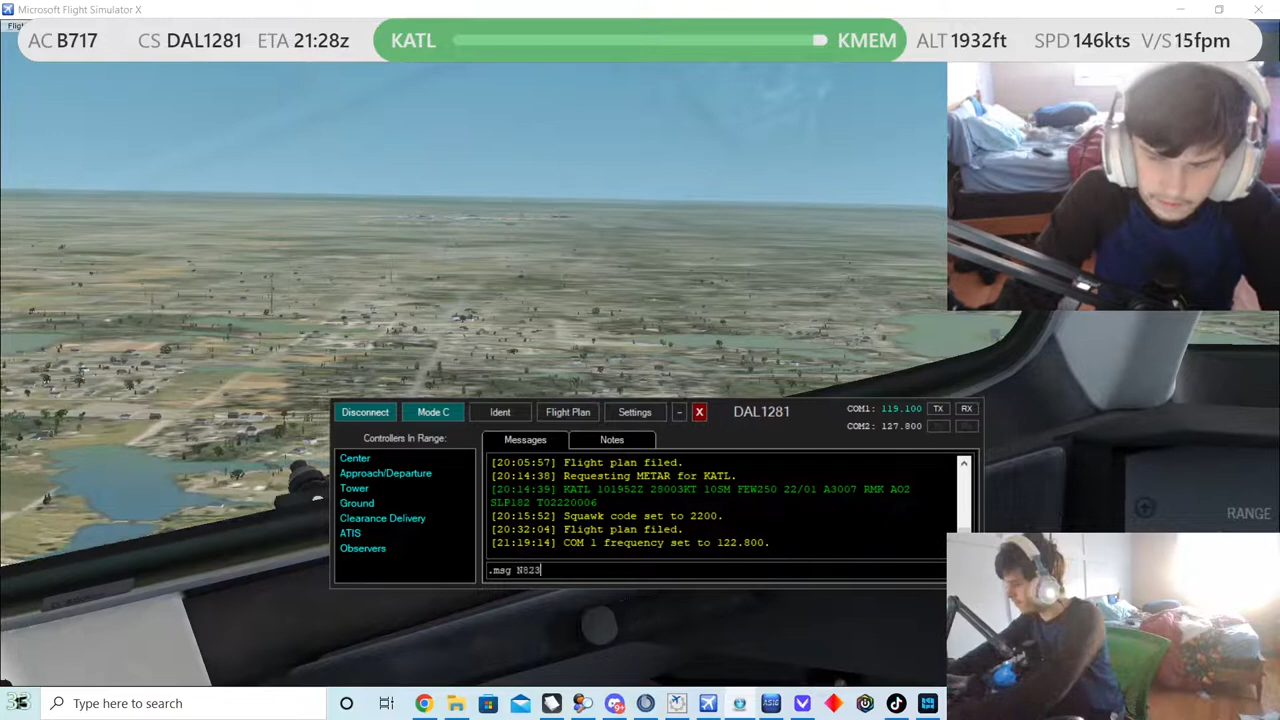 Microsoft Flight Simulator X
AC B717 CS DAL1281 ETA 21:28z KATL KMEM ALT 1932ft SPD 146kts V/S 15fpm
Disconnect Mode C Ident Flight Plan Settings – X DAL1281 COM1: 119.100 TX RX
COM2: 127.800
Controllers In Range: Messages Notes
Center
Approach/Departure
Tower
Ground
Clearance Delivery
ATIS
Observers
[20:05:57] Flight plan filed.
[20:14:38] Requesting METAR for KATL.
[20:14:39] KATL 101952Z 28003KT 10SM FEW250 22/01 A3007 RMK AO2
SLP182 T02220006
[20:15:52] Squawk code set to 2200.
[20:32:04] Flight plan filed.
[21:19:14] COM 1 frequency set to 122.800.
.msg N823
RANGE
Type here to search